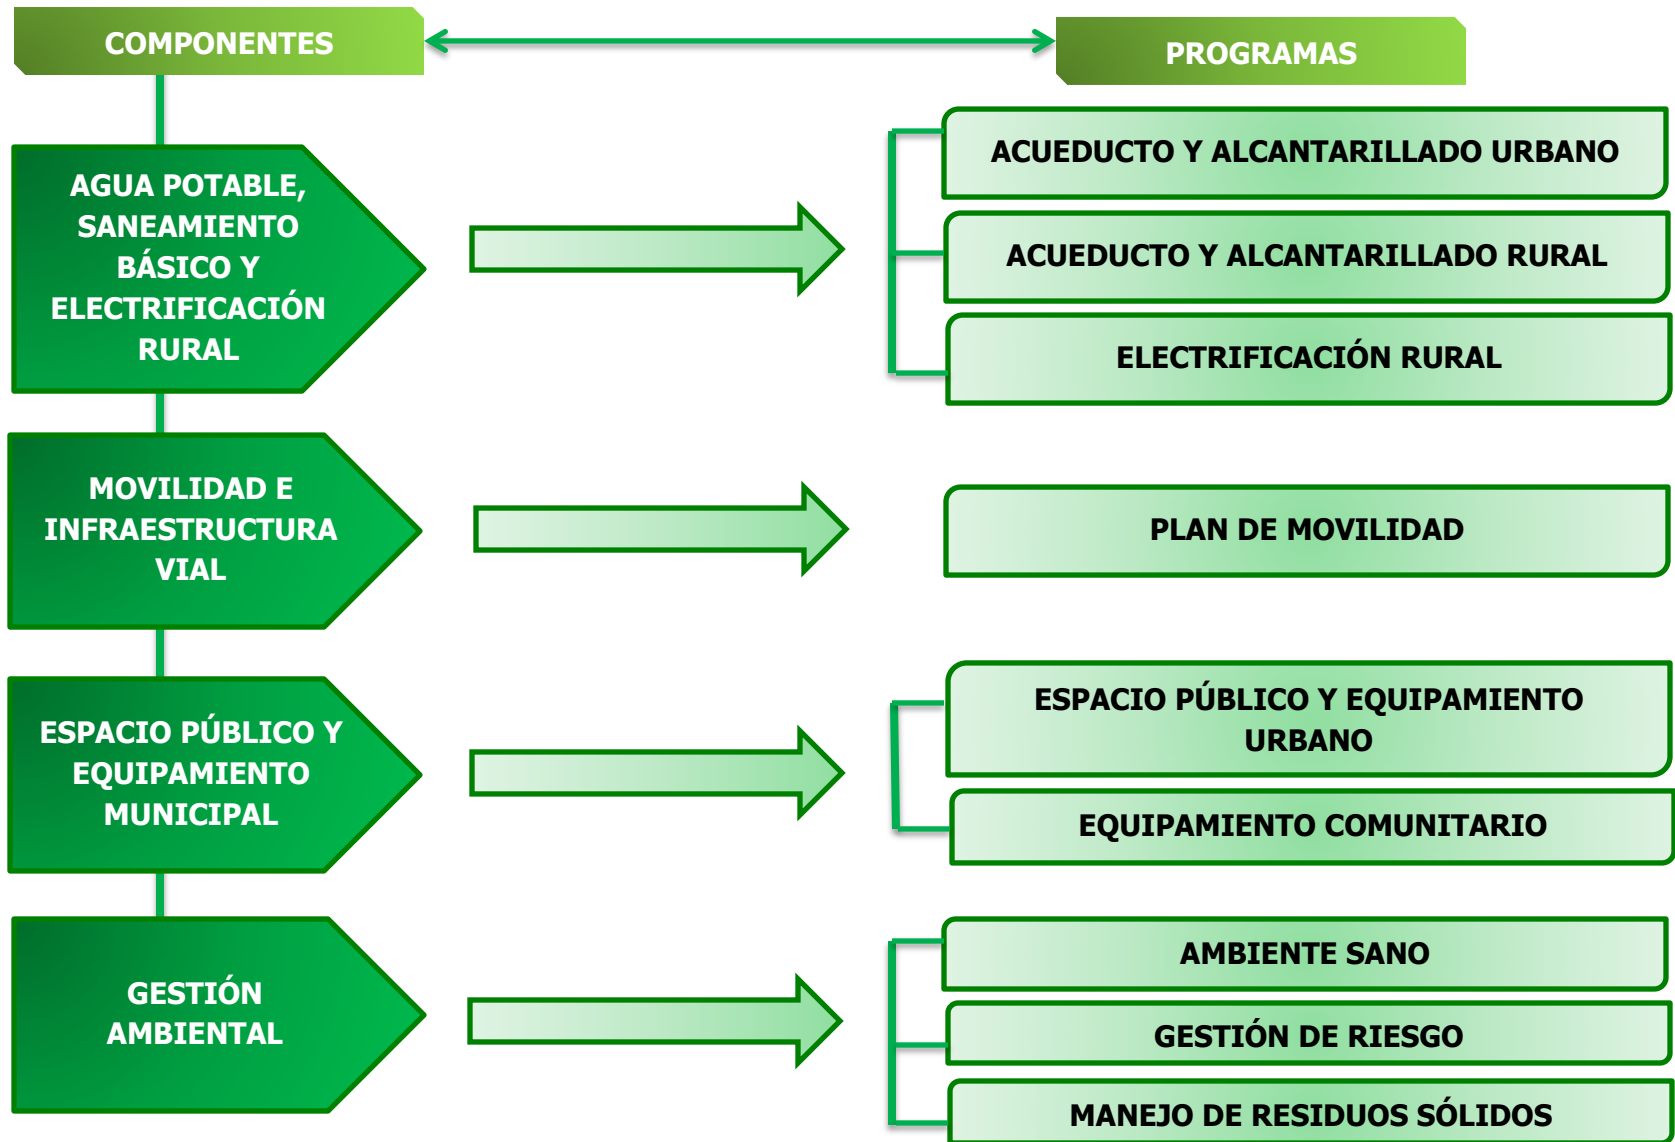 COMPONENTES
PROGRAMAS
AGUA POTABLE,
SANEAMIENTO
BÁSICO Y
ELECTRIFICACIÓN
RURAL
ACUEDUCTO Y ALCANTARILLADO URBANO
ACUEDUCTO Y ALCANTARILLADO RURAL
ELECTRIFICACIÓN RURAL
MOVILIDAD E
INFRAESTRUCTURA
VIAL
PLAN DE MOVILIDAD
ESPACIO PÚBLICO Y
EQUIPAMIENTO
MUNICIPAL
ESPACIO PÚBLICO Y EQUIPAMIENTO
URBANO
EQUIPAMIENTO COMUNITARIO
GESTIÓN
AMBIENTAL
AMBIENTE SANO
GESTIÓN DE RIESGO
MANEJO DE RESIDUOS SÓLIDOS